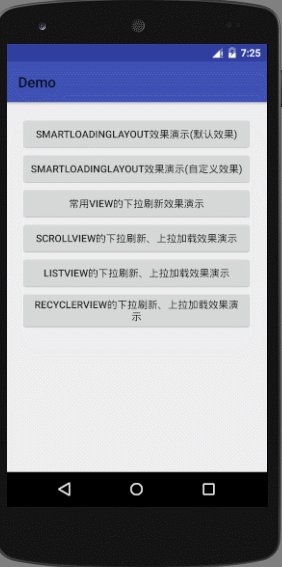 7:25
Demo
SMARTLOADINGLAYOUT效果演示(默认效果)
SMARTLOADINGLAYOUT效果演示(自定义效果)
常用VIEW的下拉刷新效果演示
SCROLLVIEW的下拉刷新、上拉加载效果演示
LISTVIEW的下拉刷新、上拉加载效果演示
RECYCLERVIEW的下拉刷新、上拉加载效果演
示